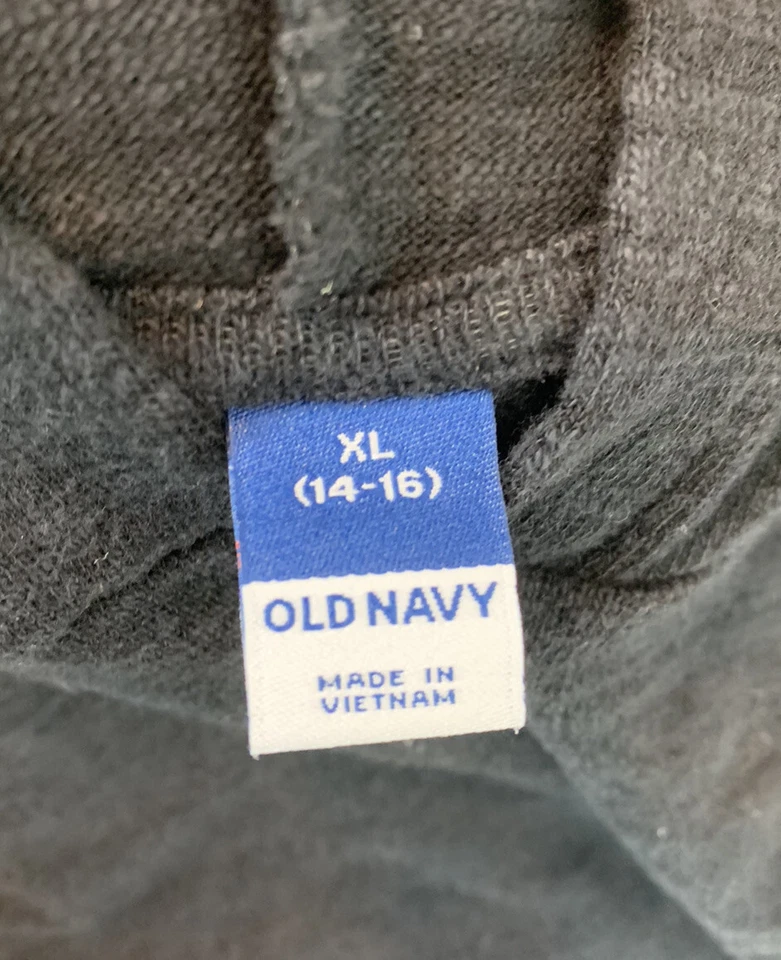 XL
(14-16)
OLD NAVY
MADE IN
VIETNAM